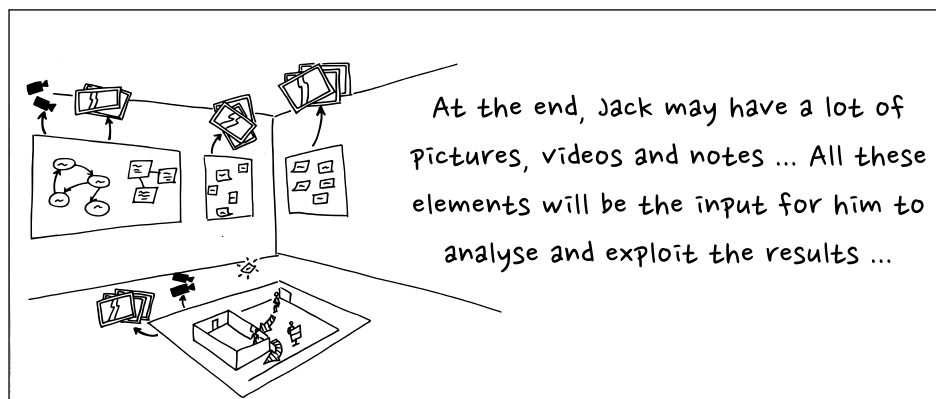 At the end, Jack may have a lot of
pictures, videos and notes ... All these
elements will be the input for him to
analyse and exploit the results ...